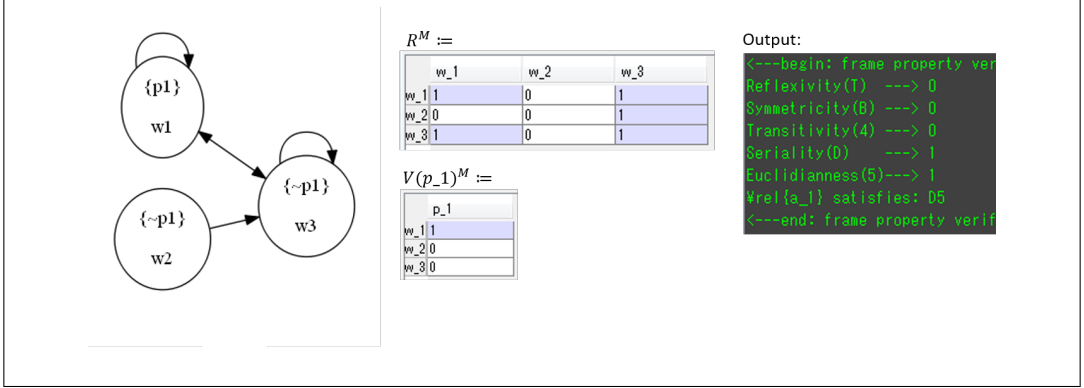 {p1}
w1
{~p1}
w2
{~p1}
w3
R^M :=
w_1 w_2 w_3
w_1 1 0 1
w_2 0 0 1
w_3 1 0 1
V(p_1)^M :=
p_1
w_1 1
w_2 0
w_3 0
Output:
<---begin: frame property ver
Reflexivity(T) ---> 0
Symmetricity(B) ---> 0
Transitivity(4) ---> 0
Seriality(D) ---> 1
Euclidianness(5)---> 1
¥rel{a_1} satisfies: D5
<---end: frame property verif